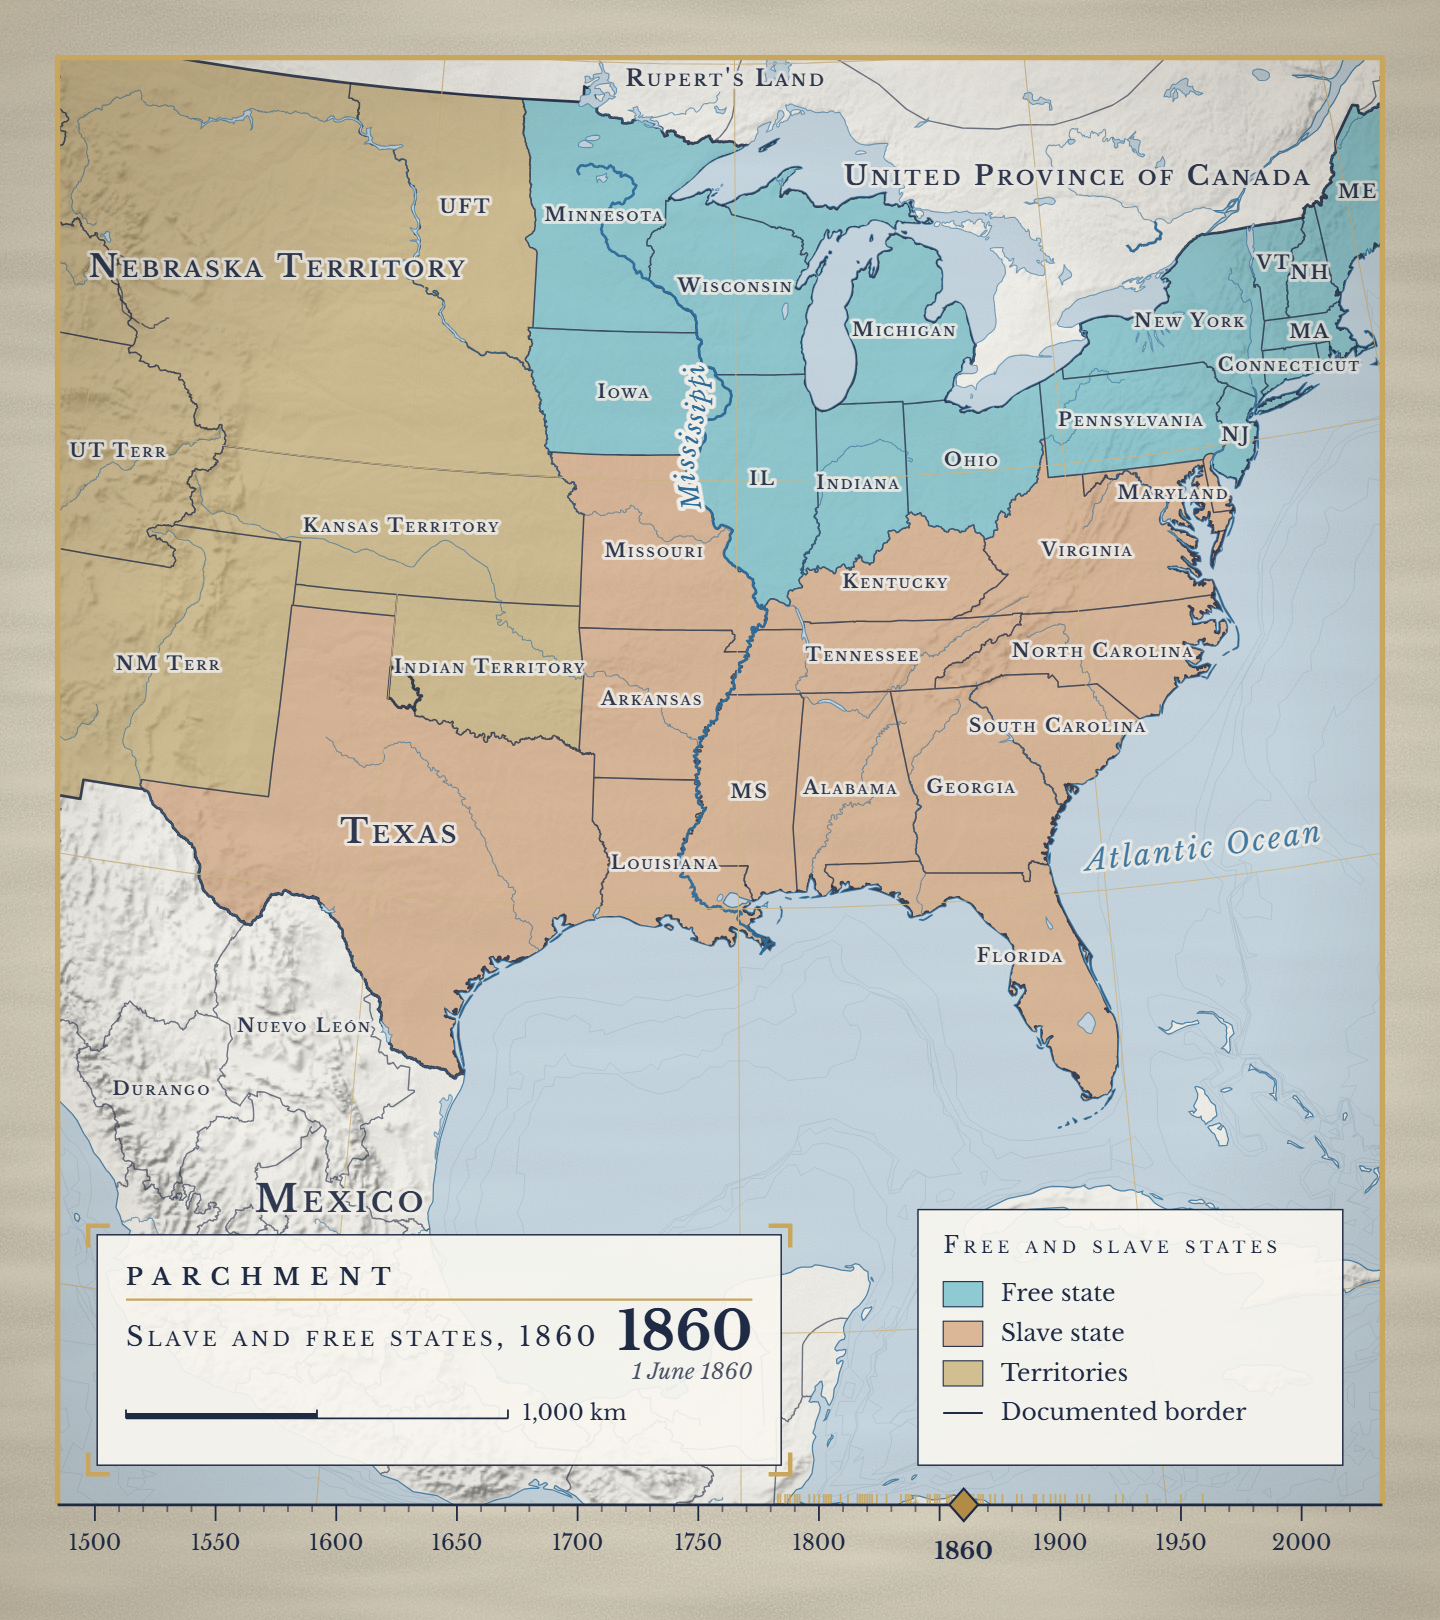 Rupert's Land
United Province of Canada
ME
UFT
Minnesota
Nebraska Territory
VT
NH
Wisconsin
New York
Michigan
MA
Connecticut
Iowa
Mississippi
Pennsylvania
NJ
UT Terr
Ohio
IL
Indiana
Maryland
Kansas Territory
Missouri
Virginia
Kentucky
NM Terr
Indian Territory
Tennessee
North Carolina
Arkansas
South Carolina
MS
Alabama
Georgia
Texas
Atlantic Ocean
Louisiana
Florida
Nuevo León
Durango
Mexico
PARCHMENT
Slave and free states, 1860
1860
1 June 1860
1,000 km
Free and slave states
Free state
Slave state
Territories
Documented border
1500 1550 1600 1650 1700 1750 1800 1860 1900 1950 2000